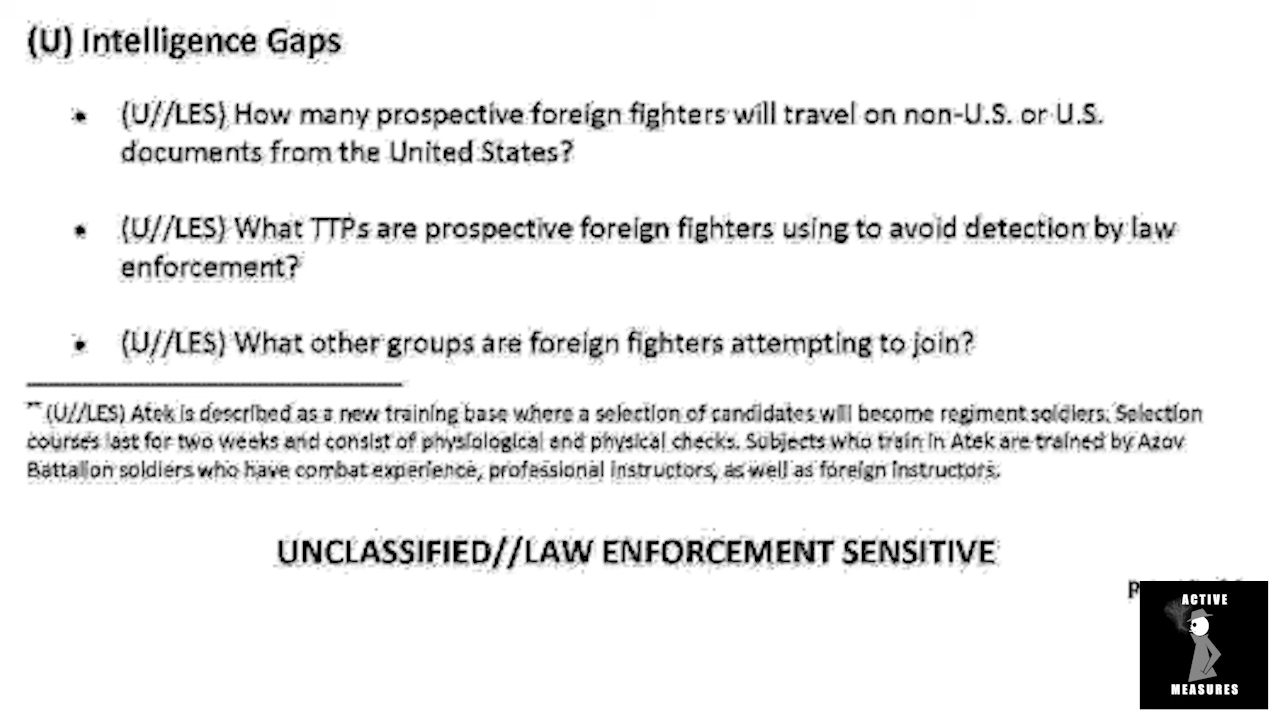 (U) Intelligence Gaps
• (U//LES) How many prospective foreign fighters will travel on non-U.S. or U.S.
documents from the United States?
• (U//LES) What TTPs are prospective foreign fighters using to avoid detection by law
enforcement?
• (U//LES) What other groups are foreign fighters attempting to join?
(U//LES) Atek is described as a new training base where a selection of candidates will become regiment soldiers. Selection
courses last for two weeks and consist of physiological and physical checks. Subjects who train in Atek are trained by Azov
Battalion soldiers who have combat experience, professional instructors, as well as foreign instructors.
UNCLASSIFIED//LAW ENFORCEMENT SENSITIVE
ACTIVE
MEASURES